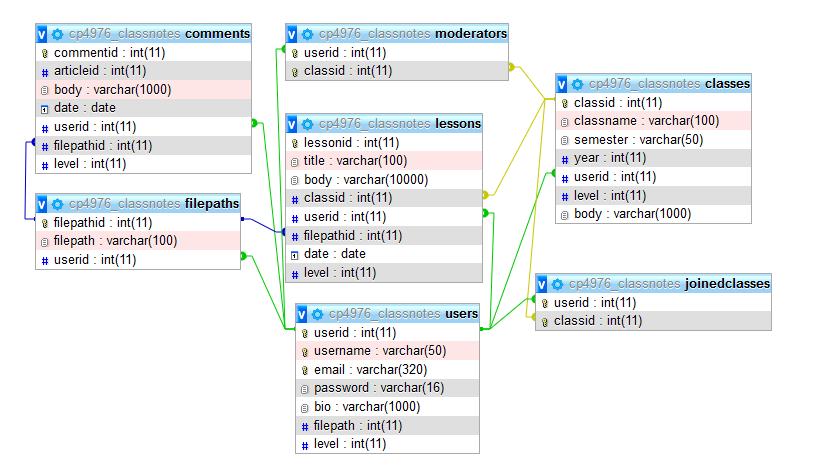 v cp4976_classnotes comments
commentid : int(11)
articleid : int(11)
body : varchar(1000)
date : date
userid : int(11)
filepathid : int(11)
level : int(11)
v cp4976_classnotes filepaths
filepathid : int(11)
filepath : varchar(100)
userid : int(11)
v cp4976_classnotes moderators
userid : int(11)
classid : int(11)
v cp4976_classnotes lessons
lessonid : int(11)
title : varchar(100)
body : varchar(10000)
classid : int(11)
userid : int(11)
filepathid : int(11)
date : date
level : int(11)
v cp4976_classnotes users
userid : int(11)
username : varchar(50)
email : varchar(320)
password : varchar(16)
bio : varchar(1000)
filepath : int(11)
level : int(11)
v cp4976_classnotes classes
classid : int(11)
classname : varchar(100)
semester : varchar(50)
year : int(11)
userid : int(11)
level : int(11)
body : varchar(1000)
v cp4976_classnotes joinedclasses
userid : int(11)
classid : int(11)